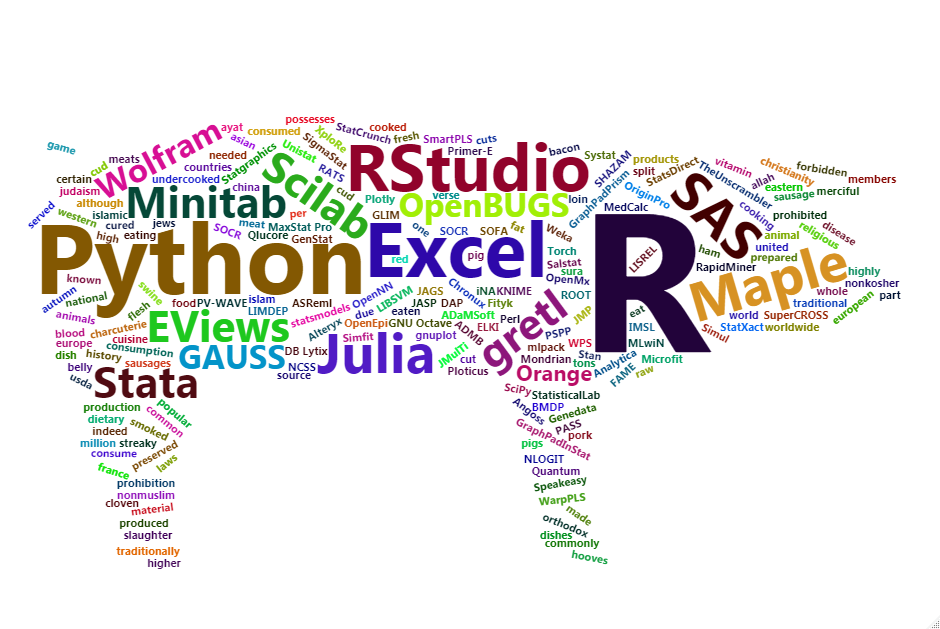 possesses
game
Wolfram
ayat
consumed
XploRe
StatCrunch
cooked
fresh
SmartPLS
cuts
asian
SigmaStat
Unistat
Primer-E
bacon
Systat
SHAZAM
products
cud
meats
needed
Statgraphics
RATS
RStudio
split
StatsDirect
vitamin
christianity
forbidden
certain
countries
Scilab
GraphPadPrism
TheUnscrambler
members
judaism
undercooked
china
cud
Plotly
verse
loin
OriginPro
SAS
allah
eastern
sausage
merciful
although
Minitab
per
GLIM
OpenBUGS
MedCalc
cooking
prohibited
served
western
islamic
cured
jews
SOCR
meat
MaxStat Pro
one
SOCR
SOFA
fat
Weka
religious
disease
high
eating
Qlucore
GenStat
animal
Python
Excel
pig
Torch
R
LISREL
ham
united
prepared
known
red
Salstat
sura
RapidMiner
Maple
highly
nonkosher
autumn
national
swine
OpenNN
Chronux
OpenMx
part
flesh
food
PV-WAVE
islam
ASReml
LIBSVM
JAGS
iNA
KNIME
ROOT
traditional
whole
european
animals
LIMDEP
statsmodels
due
eaten
JASP
DAP
Fityk
JMP
eat
world
SuperCROSS
charcuterie
EViews
Alteryx
OpenEpi
GNU Octave
ADaMSoft
Perl
gretl
IMSL
Simul
StatXact
worldwide
blood
cuisine
Simfit
gnuplot
ADMB
ELKI
PSPP
europe
consumption
GAUSS
DB Lytix
Julia
JMulTi
mlpack
WPS
MLwiN
dish
history
sausages
NCSS
cut
Mondrian
Stan
Analytica
Microfit
belly
source
Ploticus
Orange
tons
FAME
raw
usda
Stata
SciPy
StatisticalLab
production
popular
Angoss
BMDP
Genedata
dietary
common
indeed
smoked
GraphPadInStat
PASS
million
streaky
pigs
pork
consume
preserved
NLOGIT
france
laws
Quantum
prohibition
Speakeasy
nonmuslim
WarpPLS
cloven
material
made
produced
orthodox
slaughter
dishes
commonly
traditionally
hooves
higher